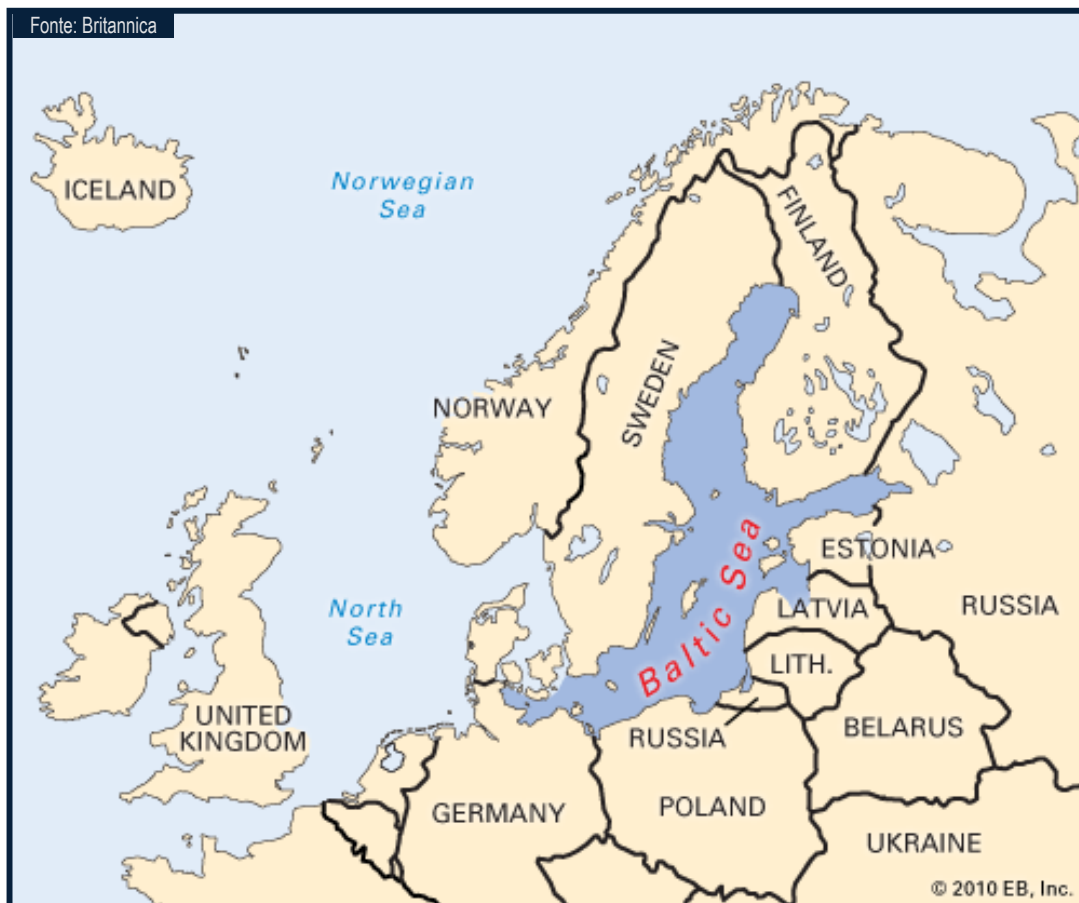 Fonte: Britannica
ICELAND
Norwegian
Sea
FINLAND
SWEDEN
NORWAY
Baltic Sea
ESTONIA
North
Sea
LATVIA
RUSSIA
LITH.
UNITED
KINGDOM
RUSSIA
BELARUS
GERMANY
POLAND
UKRAINE
© 2010 EB, Inc.